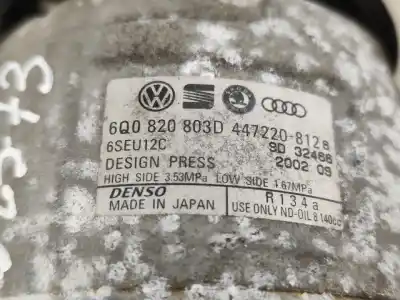 6Q0 820 803D 447220-8128
6SEU12C 9D 32466
DESIGN PRESS 2002 09
HIGH SIDE 3.53MPa LOW SIDE 1.67MPa
DENSO R134a
MADE IN JAPAN USE ONLY ND-OIL 8